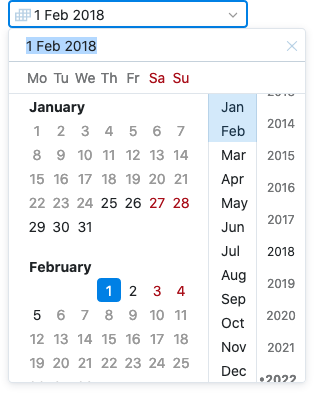 1 Feb 2018
1 Feb 2018
Mo Tu We Th Fr Sa Su
January
1 2 3 4 5 6 7
8 9 10 11 12 13 14
15 16 17 18 19 20 21
22 23 24 25 26 27 28
29 30 31
February
1 2 3 4
5 6 7 8 9 10 11
12 13 14 15 16 17 18
19 20 21 22 23 24 25
Jan
Feb
Mar
Apr
May
Jun
Jul
Aug
Sep
Oct
Nov
Dec
2014
2015
2016
2017
2018
2019
2020
2021
•2022